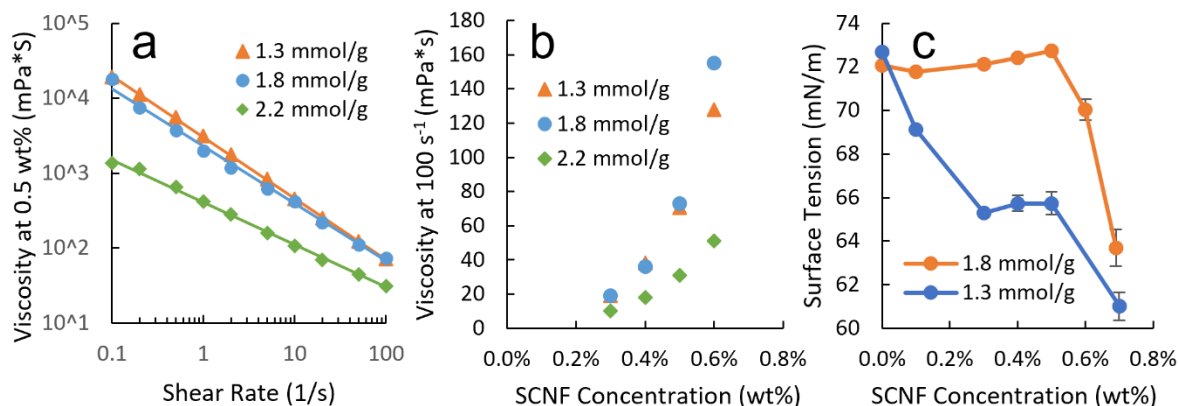 a
Viscosity at 0.5 wt% (mPa*S)
10^5
10^4
10^3
10^2
10^1
0.1
1
10
100
Shear Rate (1/s)
1.3 mmol/g
1.8 mmol/g
2.2 mmol/g
b
Viscosity at 100 s⁻¹ (mPa*s)
180
160
140
120
100
80
60
40
20
0
0.0%
0.2%
0.4%
0.6%
0.8%
SCNF Concentration (wt%)
1.3 mmol/g
1.8 mmol/g
2.2 mmol/g
c
Surface Tension (mN/m)
74
72
70
68
66
64
62
60
0.0%
0.2%
0.4%
0.6%
0.8%
SCNF Concentration (wt%)
1.8 mmol/g
1.3 mmol/g